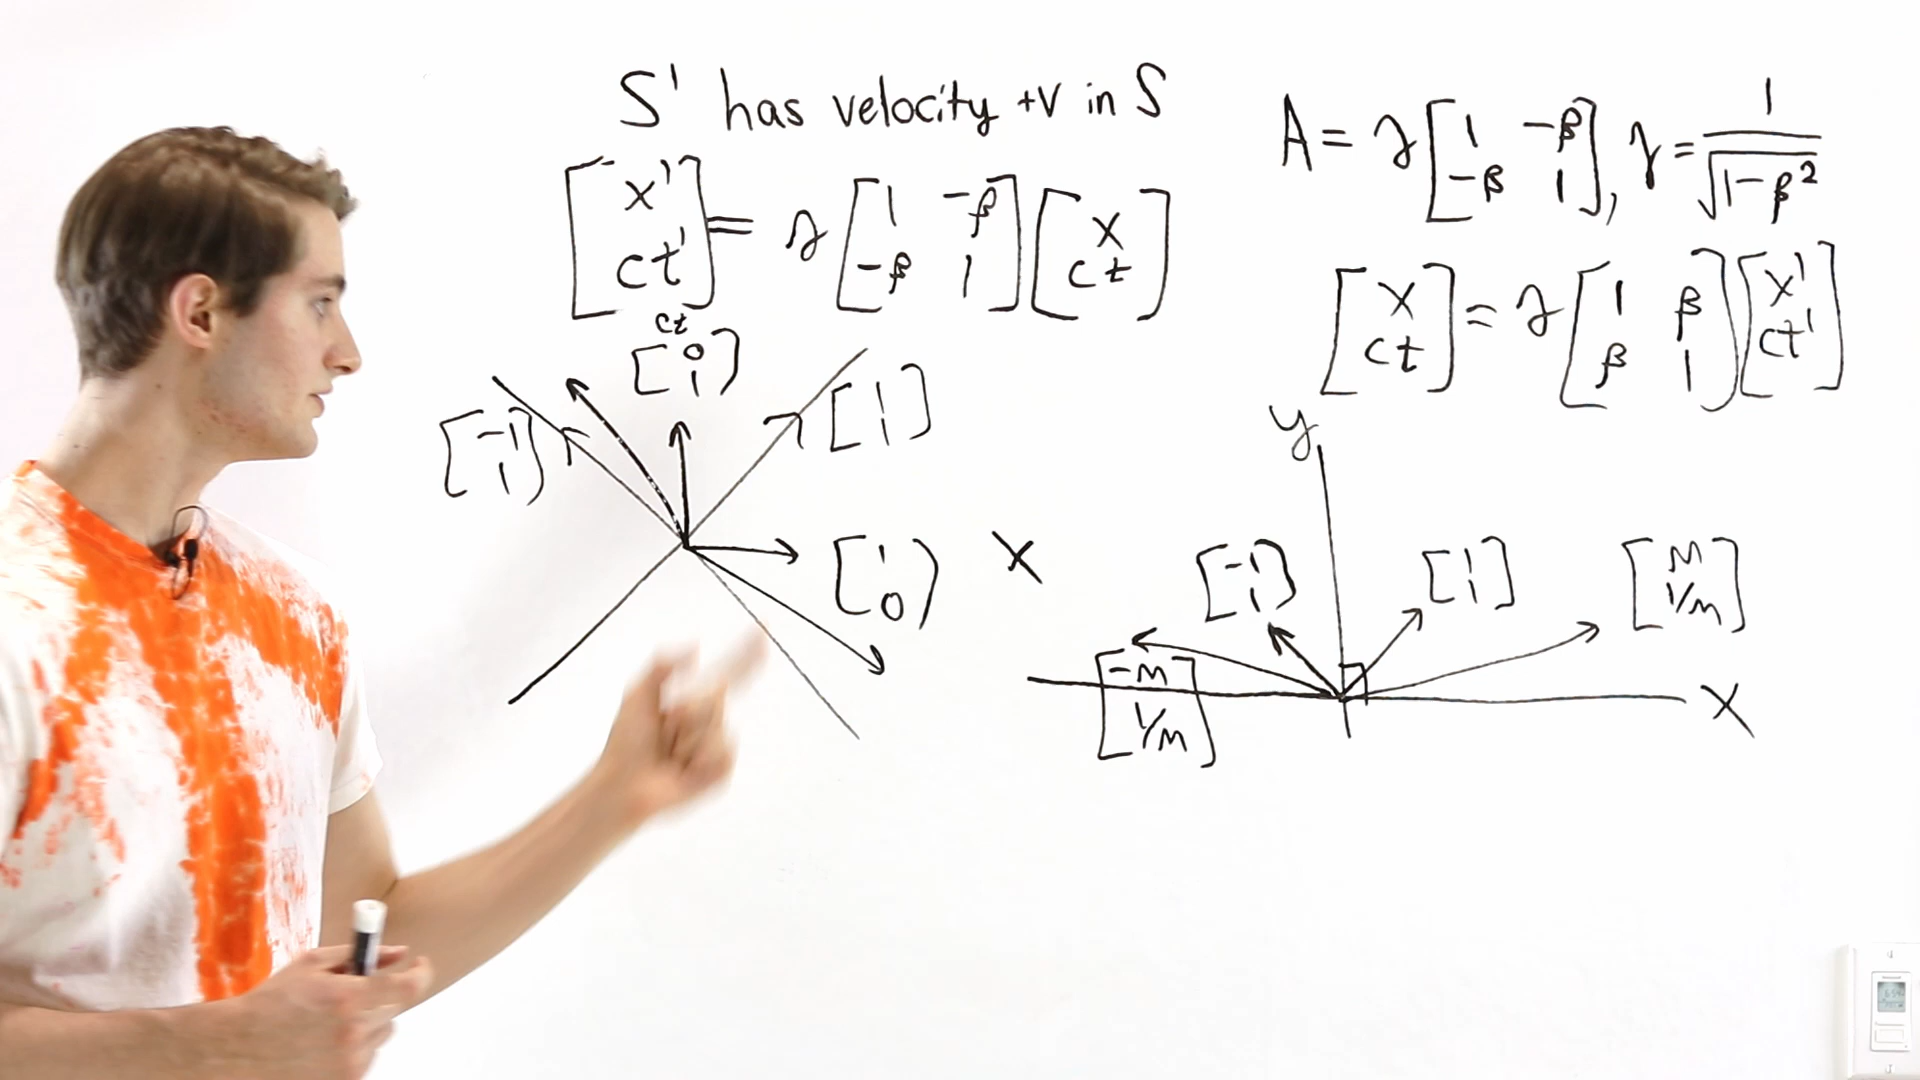 S' has velocity +v in S
[x' ct'] = γ [1 -β -β 1] [x ct]
A = γ [1 -β -β 1], γ = 1/√(1-β²)
[x ct] = γ [1 β β 1] [x' ct']
ct
[0 1]
[-1 1]
[1 1]
[1 0]
x
y
[-1 1]
[1 1]
[M 1/M]
[-M 1/M]
x